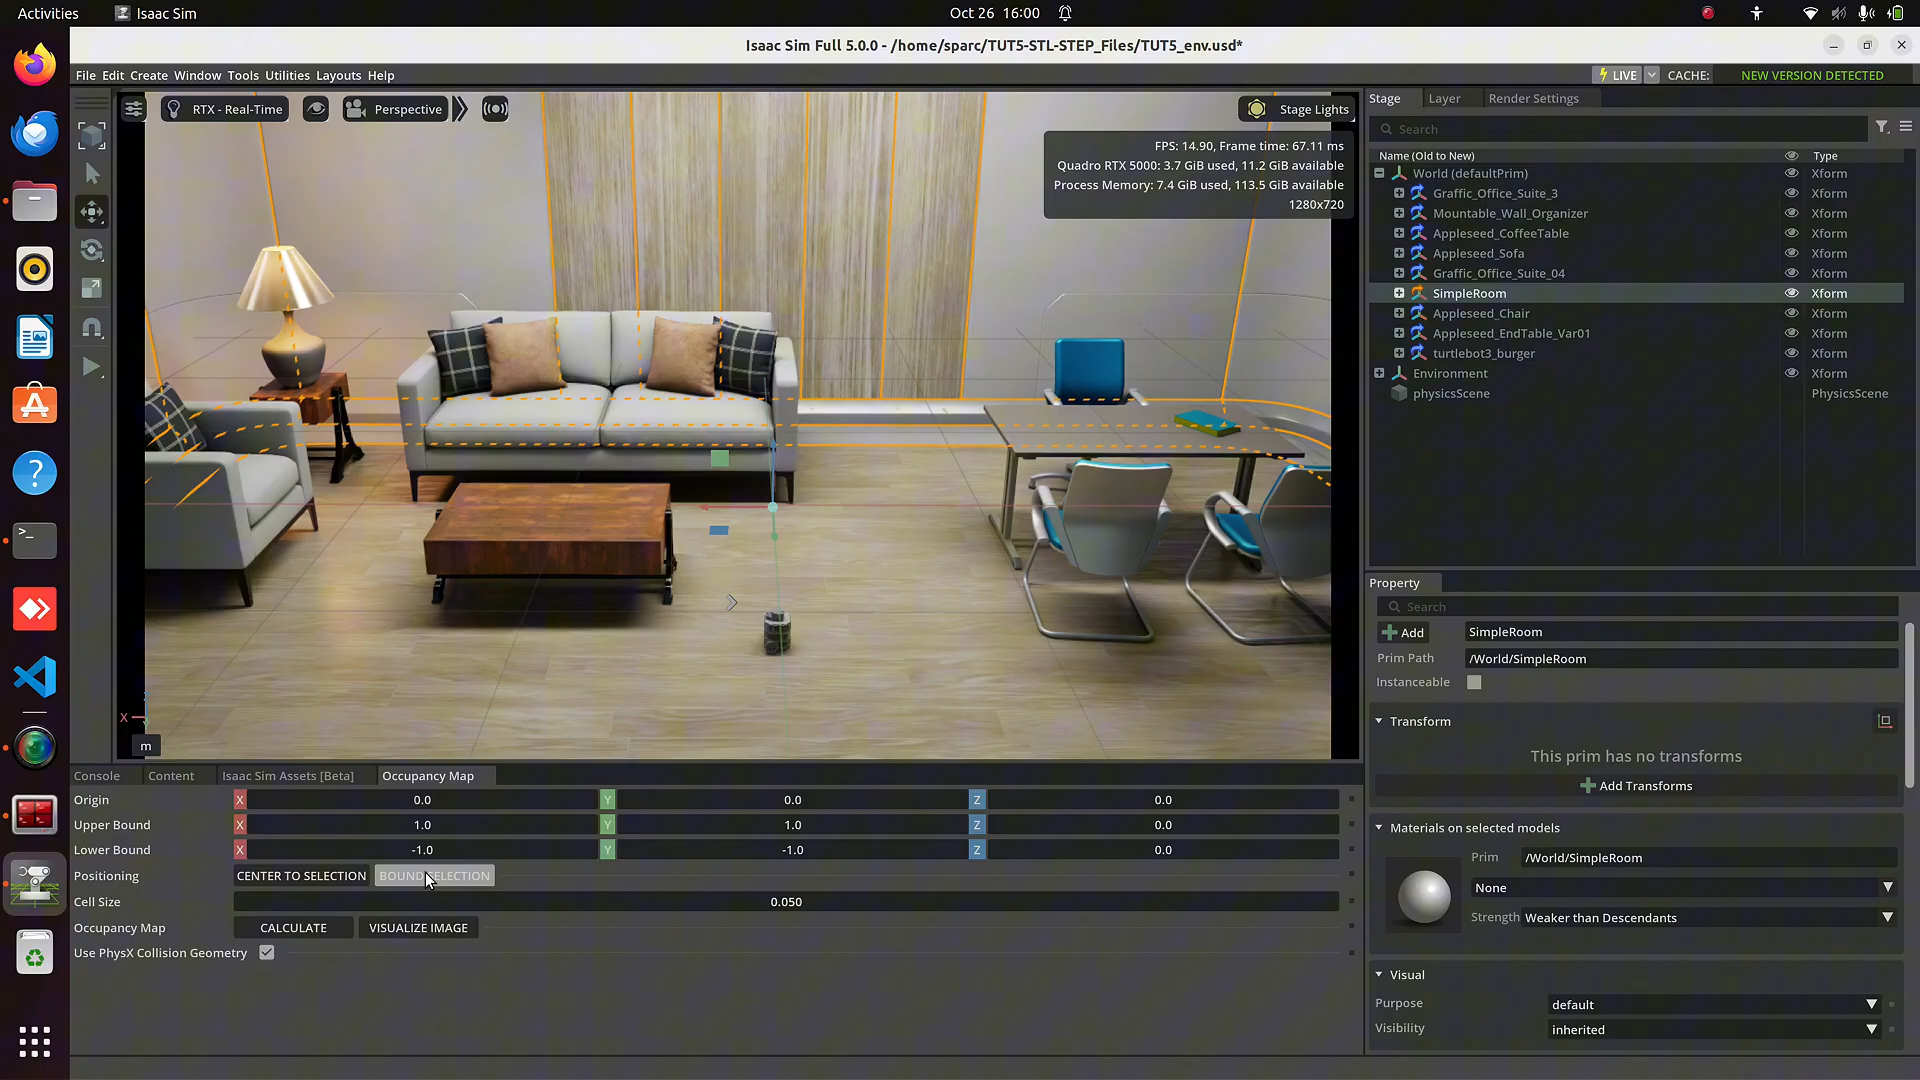 Activities
Isaac Sim
Oct 26 16:00
Isaac Sim Full 5.0.0 - /home/sparc/TUT5-STL-STEP_Files/TUT5_env.usd*
File Edit Create Window Tools Utilities Layouts Help
LIVE
CACHE:
NEW VERSION DETECTED
RTX - Real-Time
Perspective
Stage Lights
FPS: 14.90, Frame time: 67.11 ms
Quadro RTX 5000: 3.7 GiB used, 11.2 GiB available
Process Memory: 7.4 GiB used, 113.5 GiB available
1280x720
X
m
Stage Layer Render Settings
Search
Name (Old to New) Type
World (defaultPrim) Xform
Graffic_Office_Suite_3 Xform
Mountable_Wall_Organizer Xform
Appleseed_CoffeeTable Xform
Appleseed_Sofa Xform
Graffic_Office_Suite_04 Xform
SimpleRoom Xform
Appleseed_Chair Xform
Appleseed_EndTable_Var01 Xform
turtlebot3_burger Xform
Environment Xform
physicsScene PhysicsScene
Property
Search
Add SimpleRoom
Prim Path /World/SimpleRoom
Instanceable
Transform
This prim has no transforms
Add Transforms
Materials on selected models
Prim /World/SimpleRoom
None
Strength Weaker than Descendants
Visual
Purpose default
Visibility inherited
Console Content Isaac Sim Assets [Beta] Occupancy Map
Origin X 0.0 Y 0.0 Z 0.0
Upper Bound X 1.0 Y 1.0 Z 0.0
Lower Bound X -1.0 Y -1.0 Z 0.0
Positioning CENTER TO SELECTION BOUND SELECTION
Cell Size 0.050
Occupancy Map CALCULATE VISUALIZE IMAGE
Use PhysX Collision Geometry